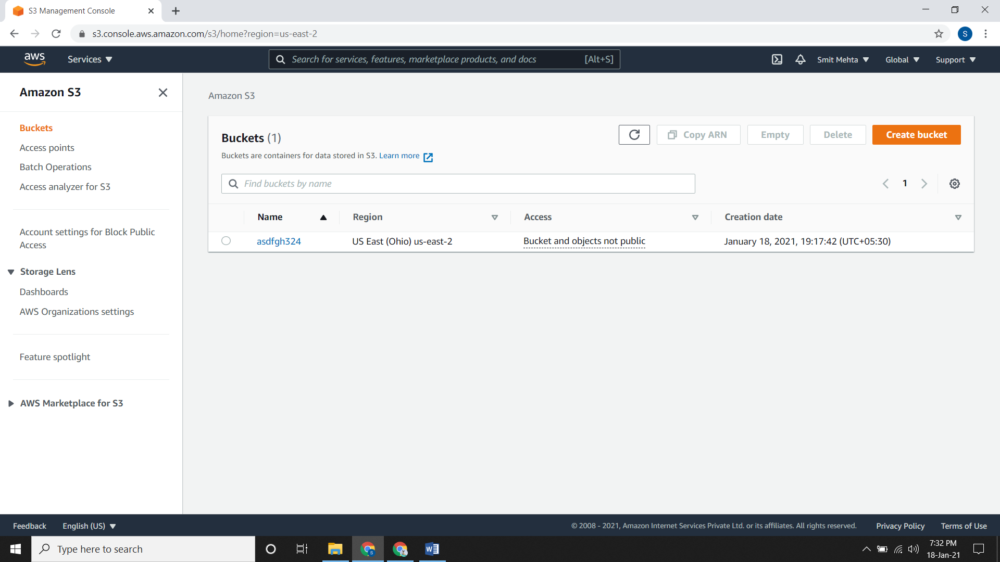 S3 Management Console
s3.console.aws.amazon.com/s3/home?region=us-east-2
S
aws
Services
Search for services, features, marketplace products, and docs [Alt+S]
Smit Mehta
Global
Support
Amazon S3
Buckets
Access points
Batch Operations
Access analyzer for S3
Account settings for Block Public
Access
Storage Lens
Dashboards
AWS Organizations settings
Feature spotlight
AWS Marketplace for S3
Amazon S3
Buckets (1)
Copy ARN
Empty
Delete
Create bucket
Buckets are containers for data stored in S3. Learn more
Find buckets by name
1
Name Region Access Creation date
asdfgh324 US East (Ohio) us-east-2 Bucket and objects not public January 18, 2021, 19:17:42 (UTC+05:30)
Feedback English (US) © 2008 - 2021, Amazon Internet Services Private Ltd. or its affiliates. All rights reserved. Privacy Policy Terms of Use
Type here to search
7:32 PM
18-Jan-21